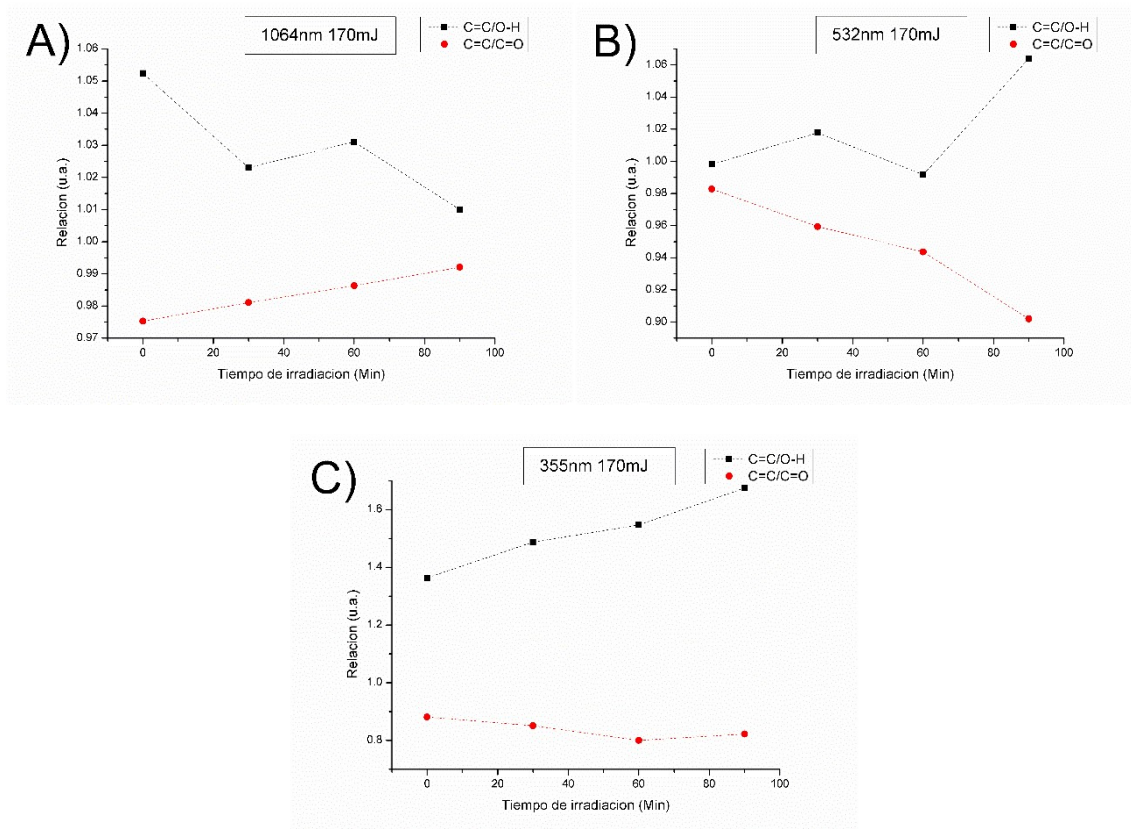 A)
1064nm 170mJ
C=C/O-H
C=C/C=O
1.06
1.05
1.04
1.03
1.02
1.01
1.00
0.99
0.98
0.97
Relacion (u.a.)
0 20 40 60 80 100
Tiempo de irradiacion (Min)
B)
532nm 170mJ
C=C/O-H
C=C/C=O
1.06
1.04
1.02
1.00
0.98
0.96
0.94
0.92
0.90
Relacion (u.a.)
0 20 40 60 80 100
Tiempo de irradiacion (Min)
C)
355nm 170mJ
C=C/O-H
C=C/C=O
1.6
1.4
1.2
1.0
0.8
Relacion (u.a.)
0 20 40 60 80 100
Tiempo de irradiacion (Min)